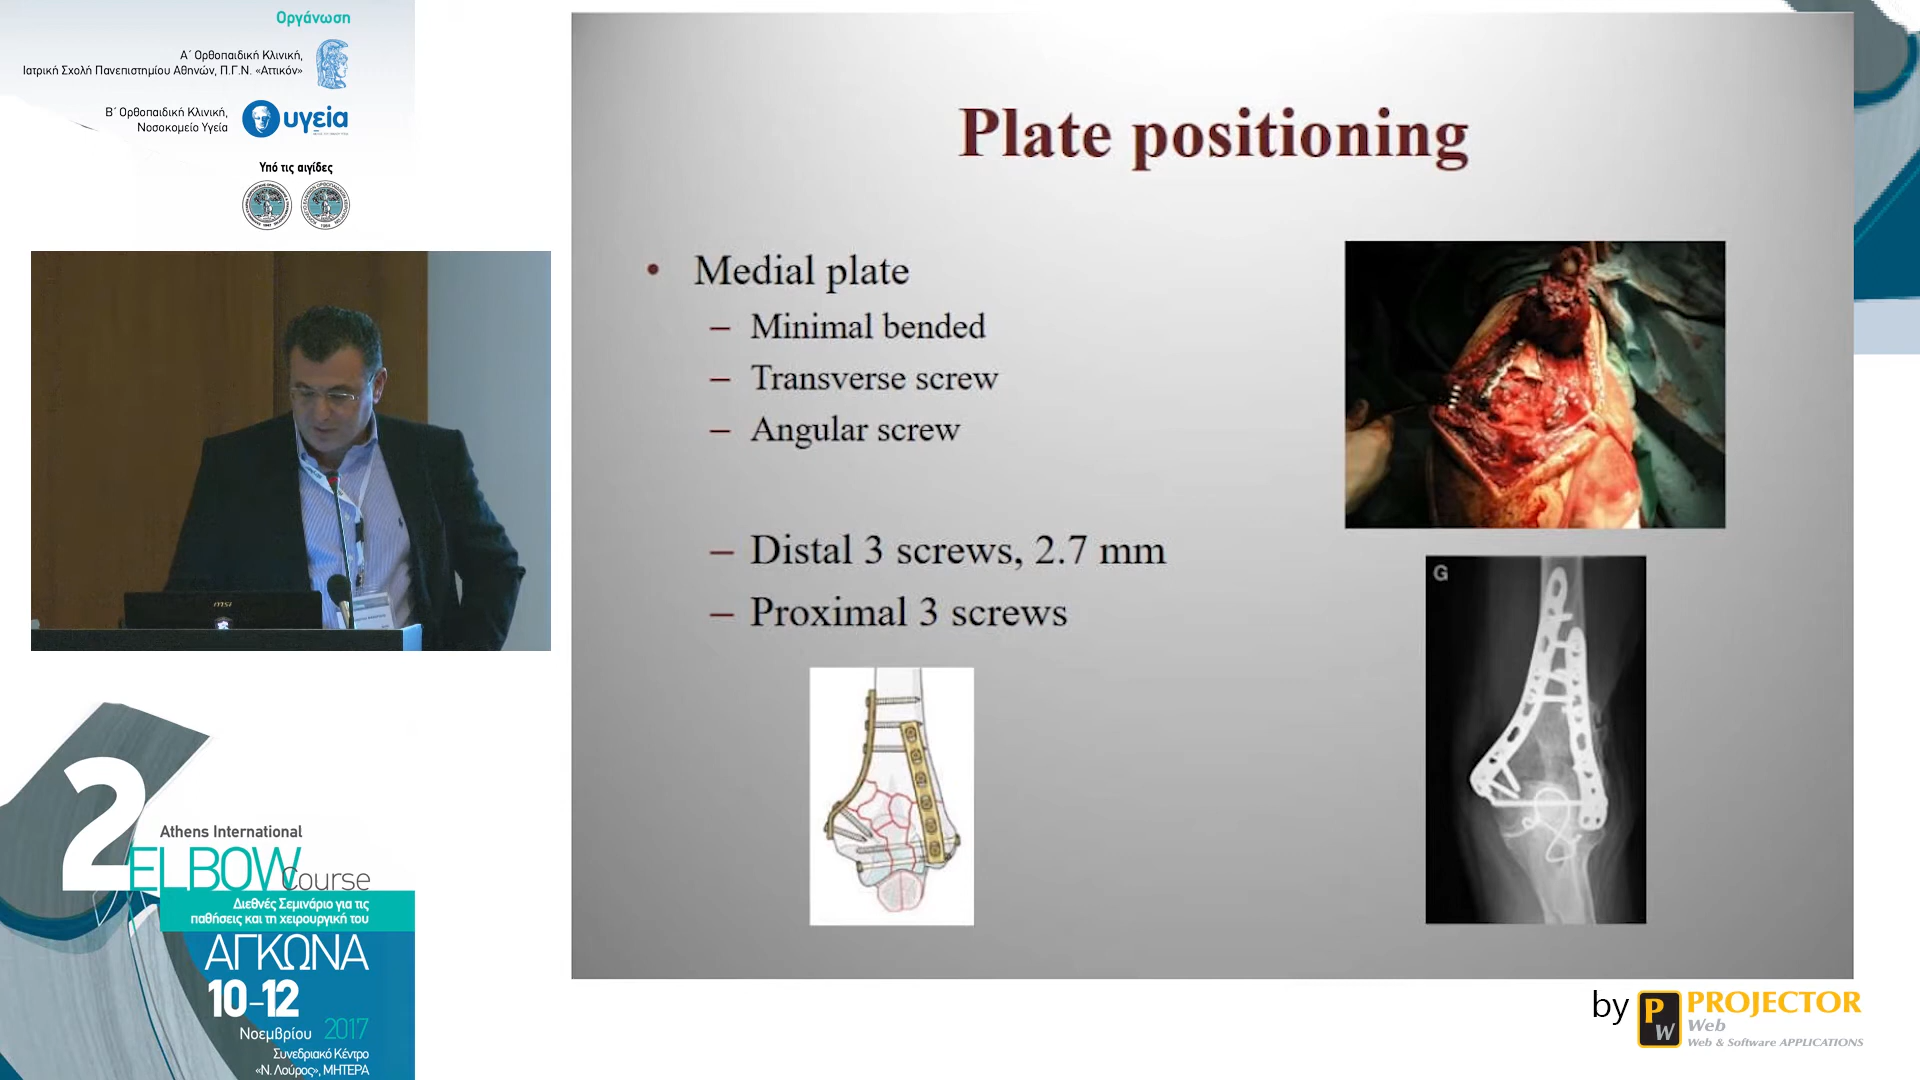 Οργάνωση
Α΄ Ορθοπαιδική Κλινική,
Ιατρική Σχολή Πανεπιστημίου Αθηνών, Π.Γ.Ν. «Αττικόν»
Β΄ Ορθοπαιδική Κλινική,
Νοσοκομείο Υγεία
υγεία
Υπό τις αιγίδες
Plate positioning
• Medial plate
– Minimal bended
– Transverse screw
– Angular screw
– Distal 3 screws, 2.7 mm
– Proximal 3 screws
G
msi
2
Athens International
ELBOW Course
Διεθνές Σεμινάριο για τις
παθήσεις και τη χειρουργική του
ΑΓΚΩΝΑ
10-12
Νοεμβρίου 2017
Συνεδριακό Κέντρο
«Ν. Λούρος», ΜΗΤΕΡΑ
by PW PROJECTOR
Web
Web & Software APPLICATIONS